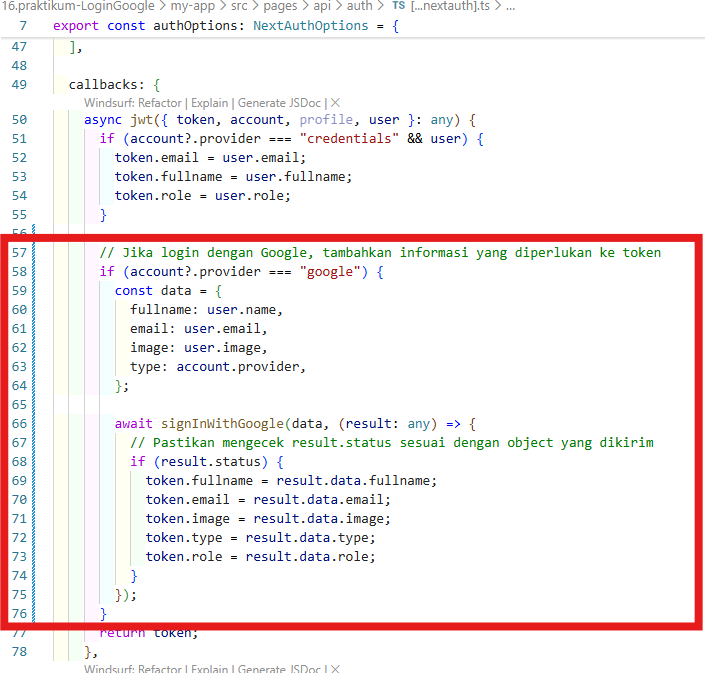 16.praktikum-LoginGoogle > my-app > src > pages > api > auth > TS [...nextauth].ts > ...
7 export const authOptions: NextAuthOptions = {
47 ],
48
49 callbacks: {
Windsurf: Refactor | Explain | Generate JSDoc | ×
50 async jwt({ token, account, profile, user }: any) {
51 if (account?.provider === "credentials" && user) {
52 token.email = user.email;
53 token.fullname = user.fullname;
54 token.role = user.role;
55 }
56
57 // Jika login dengan Google, tambahkan informasi yang diperlukan ke token
58 if (account?.provider === "google") {
59 const data = {
60 fullname: user.name,
61 email: user.email,
62 image: user.image,
63 type: account.provider,
64 };
65
66 await signInWithGoogle(data, (result: any) => {
67 // Pastikan mengecek result.status sesuai dengan object yang dikirim
68 if (result.status) {
69 token.fullname = result.data.fullname;
70 token.email = result.data.email;
71 token.image = result.data.image;
72 token.type = result.data.type;
73 token.role = result.data.role;
74 }
75 });
76 }
77 return token;
78 },
Windsurf: Refactor | Explain | Generate JSDoc | ×